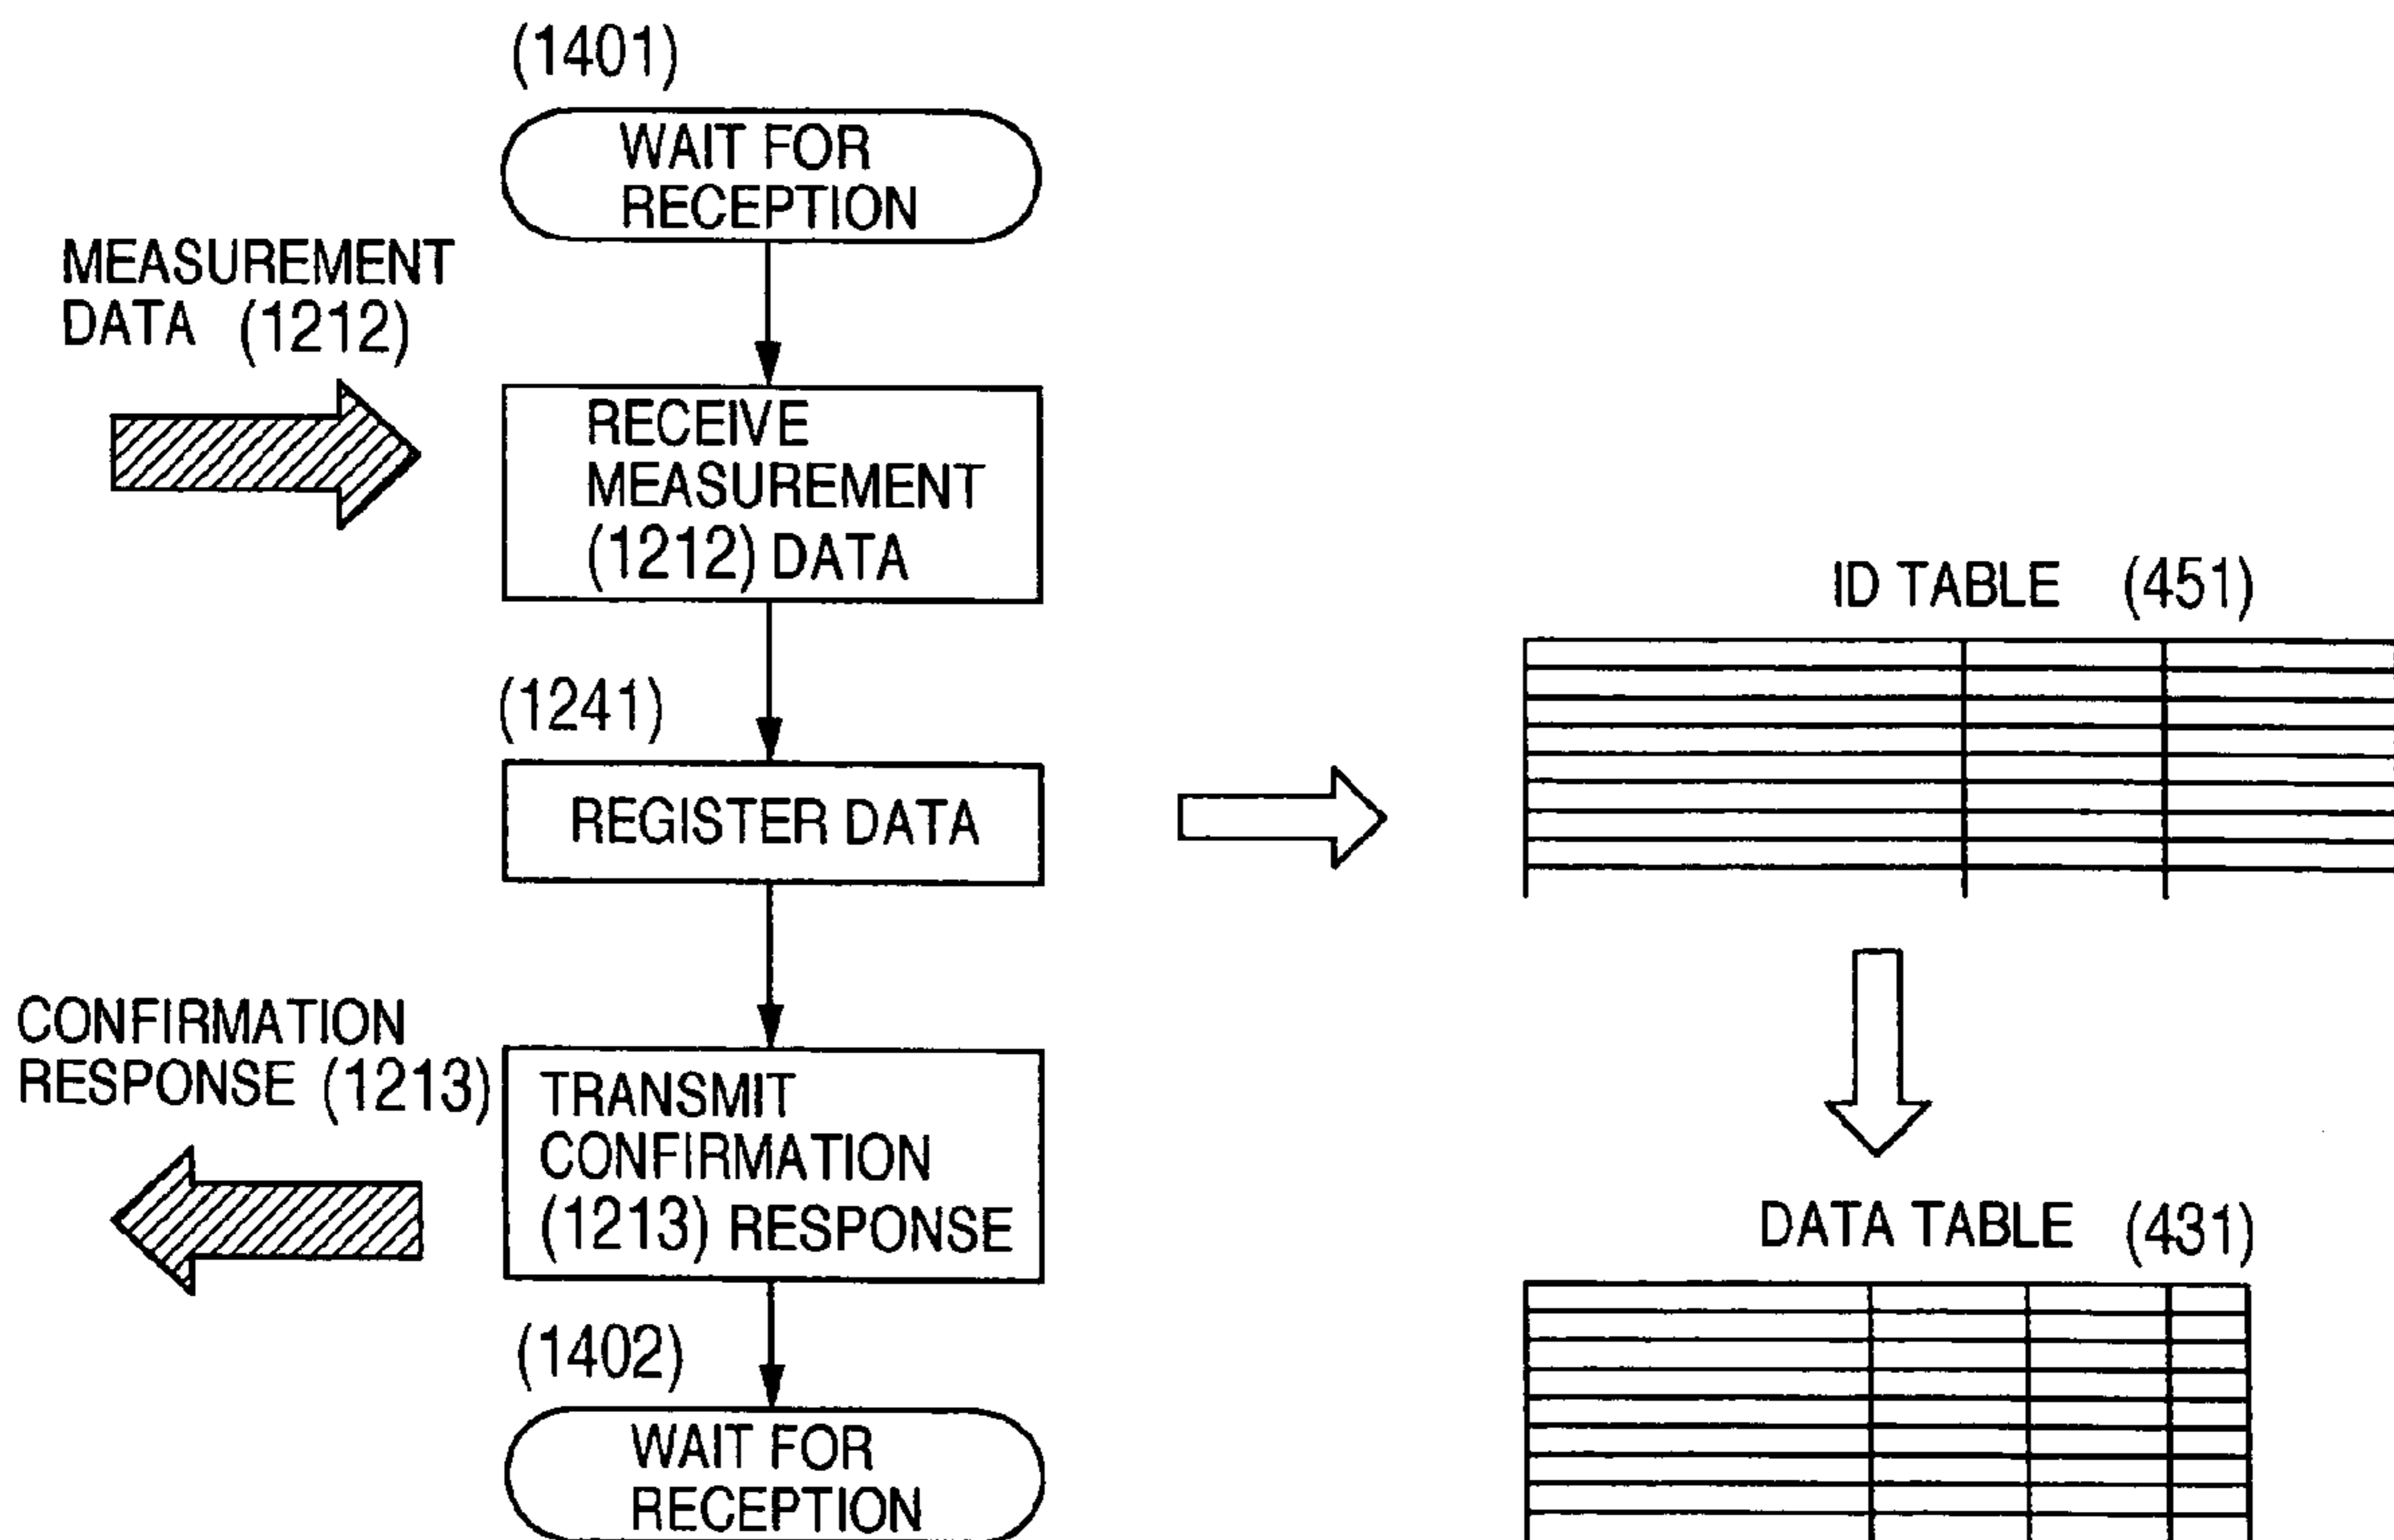 (1401)
WAIT FOR
RECEPTION
MEASUREMENT
DATA (1212)
RECEIVE
MEASUREMENT
(1212) DATA
ID TABLE (451)
(1241)
REGISTER DATA
CONFIRMATION
RESPONSE (1213)
TRANSMIT
CONFIRMATION
(1213) RESPONSE
DATA TABLE (431)
(1402)
WAIT FOR
RECEPTION